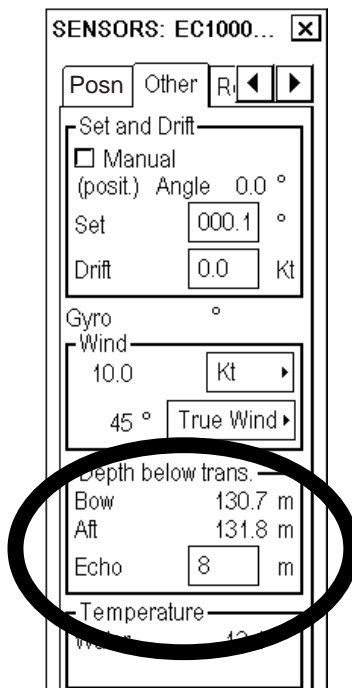 SENSORS: EC1000...
Posn Other
Set and Drift
Manual
(posit.) Angle 0.0 °
Set 000.1 °
Drift 0.0 Kt
Gyro °
Wind
10.0 Kt
45 ° True Wind
Depth below trans.
Bow 130.7 m
Aft 131.8 m
Echo 8 m
Temperature